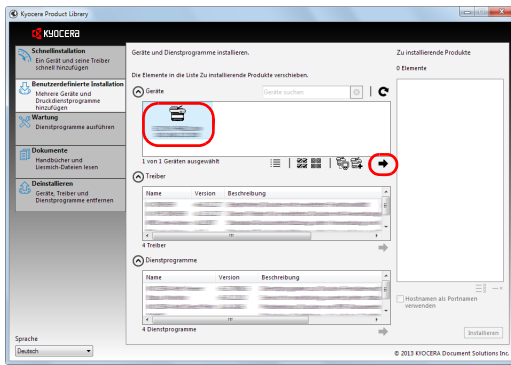 Kyocera Product Library
KYOCERA
Schnellinstallation
Ein Gerät und seine Treiber
schnell hinzufügen
Benutzerdefinierte Installation
Mehrere Geräte und
Druckdienstprogramme
hinzufügen
Wartung
Dienstprogramme ausführen
Dokumente
Handbücher und
Liesmich-Dateien lesen
Deinstallieren
Geräte, Treiber und
Dienstprogramme entfernen
Sprache
Deutsch
Geräte und Dienstprogramme installieren.
Die Elemente in die Liste Zu installierende Produkte verschieben.
Geräte
Geräte suchen
1 von 1 Geräten ausgewählt
Treiber
Name Version Beschreibung
4 Treiber
Dienstprogramme
Name Version Beschreibung
4 Dienstprogramme
Zu installierende Produkte
0 Elemente
Hostnamen als Portnamen
verwenden
Installieren
© 2013 KYOCERA Document Solutions Inc.